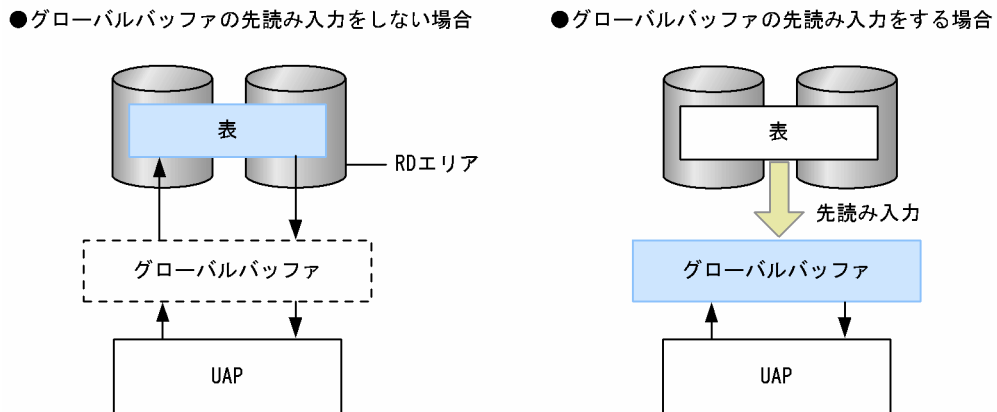 ●グローバルバッファの先読み入力をしない場合
表
RDエリア
グローバルバッファ
UAP
●グローバルバッファの先読み入力をする場合
表
先読み入力
グローバルバッファ
UAP